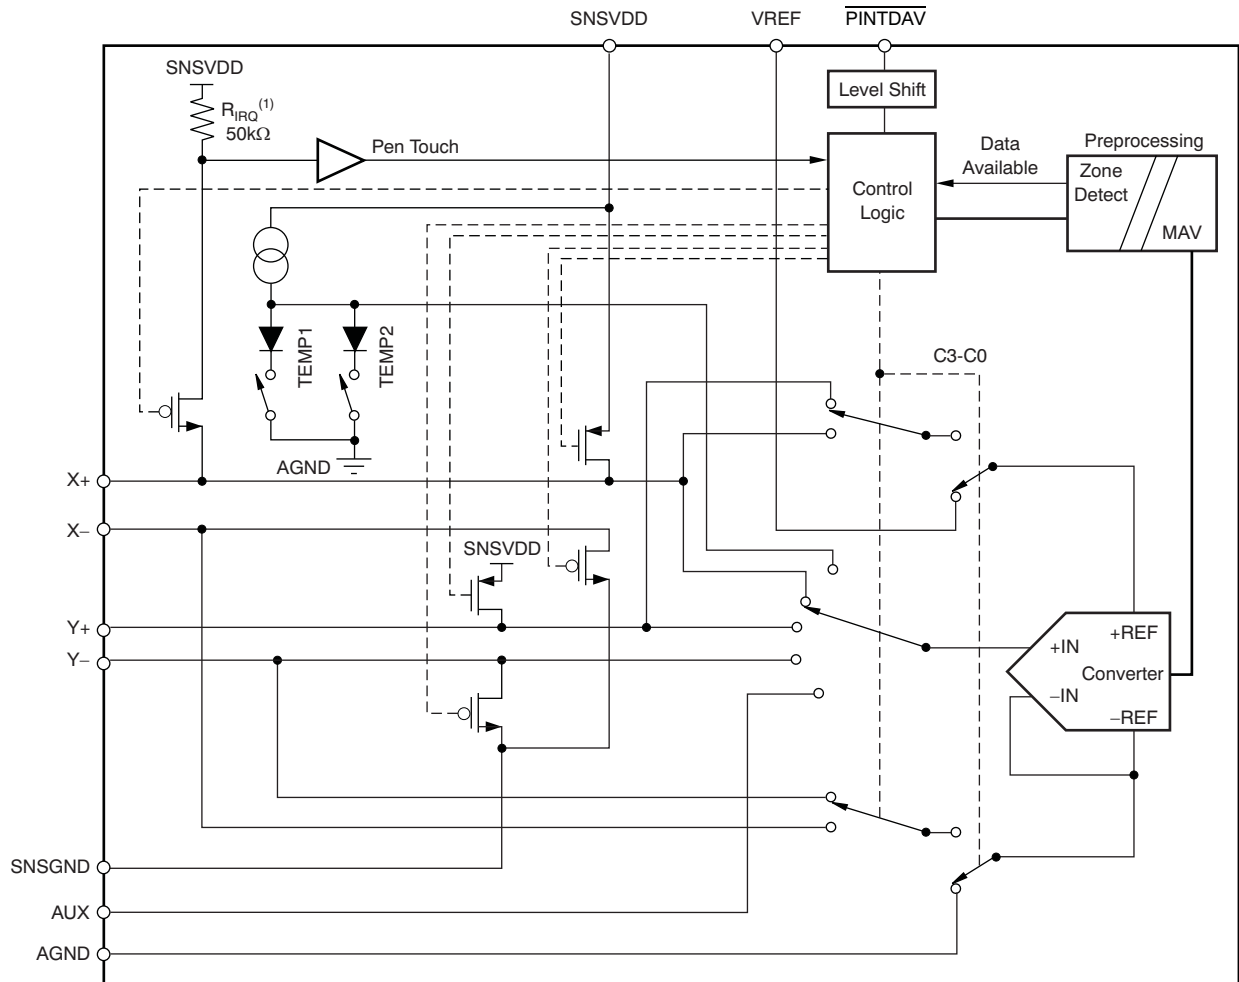 SNSVDD
VREF
PINTDAV
SNSVDD
Level Shift
RIRQ(1)
50kΩ
Pen Touch
Data
Available
Preprocessing
Zone
Detect
MAV
Control
Logic
TEMP1
TEMP2
C3-C0
AGND
X+
X−
SNSVDD
Y+
Y−
+IN
+REF
Converter
−IN
−REF
SNSGND
AUX
AGND